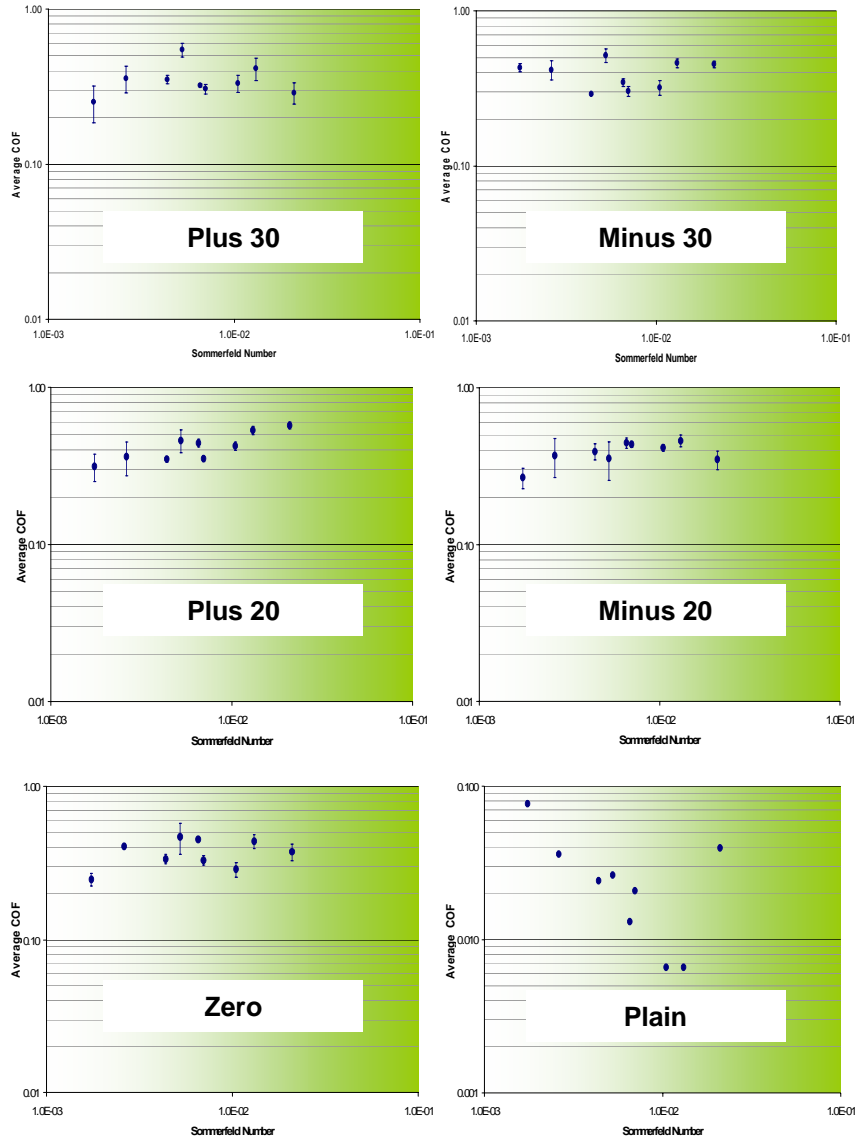 1.00
0.10
0.01
1.0E-03
1.0E-02
1.0E-01
Average COF
Sommerfeld Number
Plus 30
1.00
0.10
0.01
1.0E-03
1.0E-02
1.0E-01
Average COF
Sommerfeld Number
Minus 30
1.00
0.10
0.01
1.0E-03
1.0E-02
1.0E-01
Average COF
Sommerfeld Number
Plus 20
1.00
0.10
0.01
1.0E-03
1.0E-02
1.0E-01
Average COF
Sommerfeld Number
Minus 20
1.00
0.10
0.01
1.0E-03
1.0E-02
1.0E-01
Average COF
Sommerfeld Number
Zero
0.100
0.010
0.001
1.0E-03
1.0E-02
1.0E-01
Average COF
Sommerfeld Number
Plain